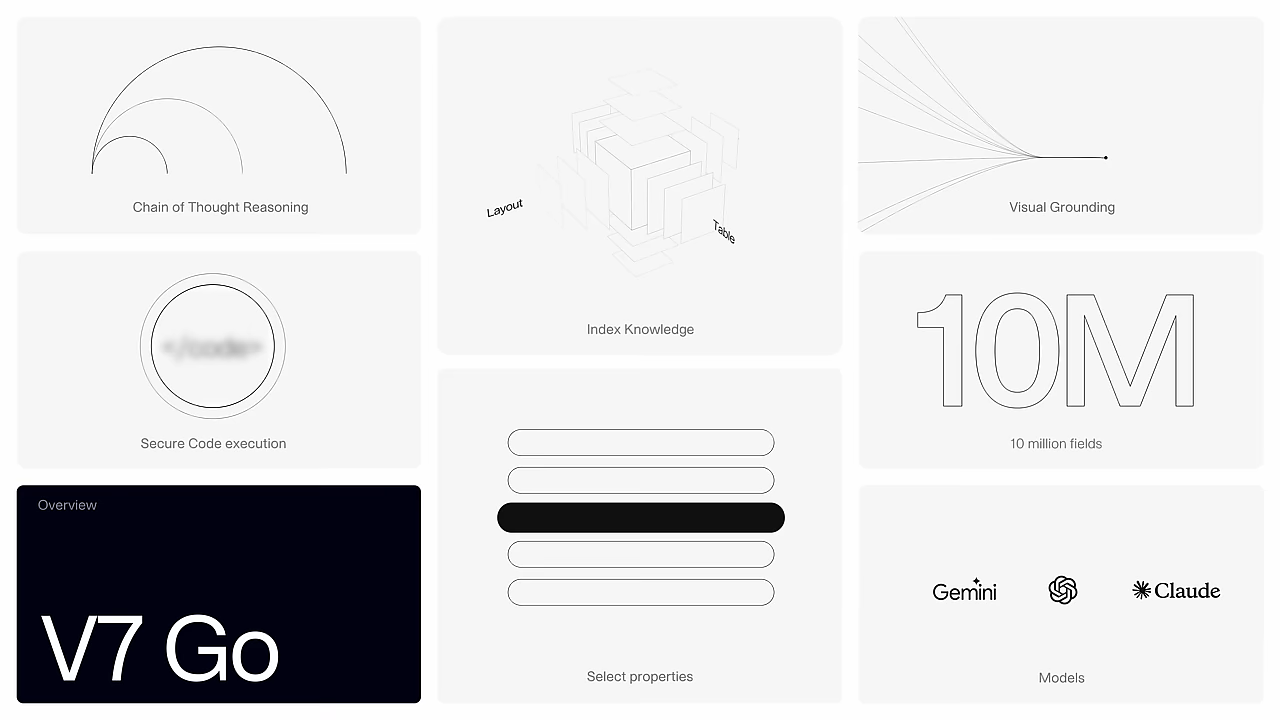 Chain of Thought Reasoning
</code>
Secure Code execution
Overview
V7 Go
Layout
Table
Index Knowledge
Select properties
Visual Grounding
10M
10 million fields
Gemini
Claude
Models